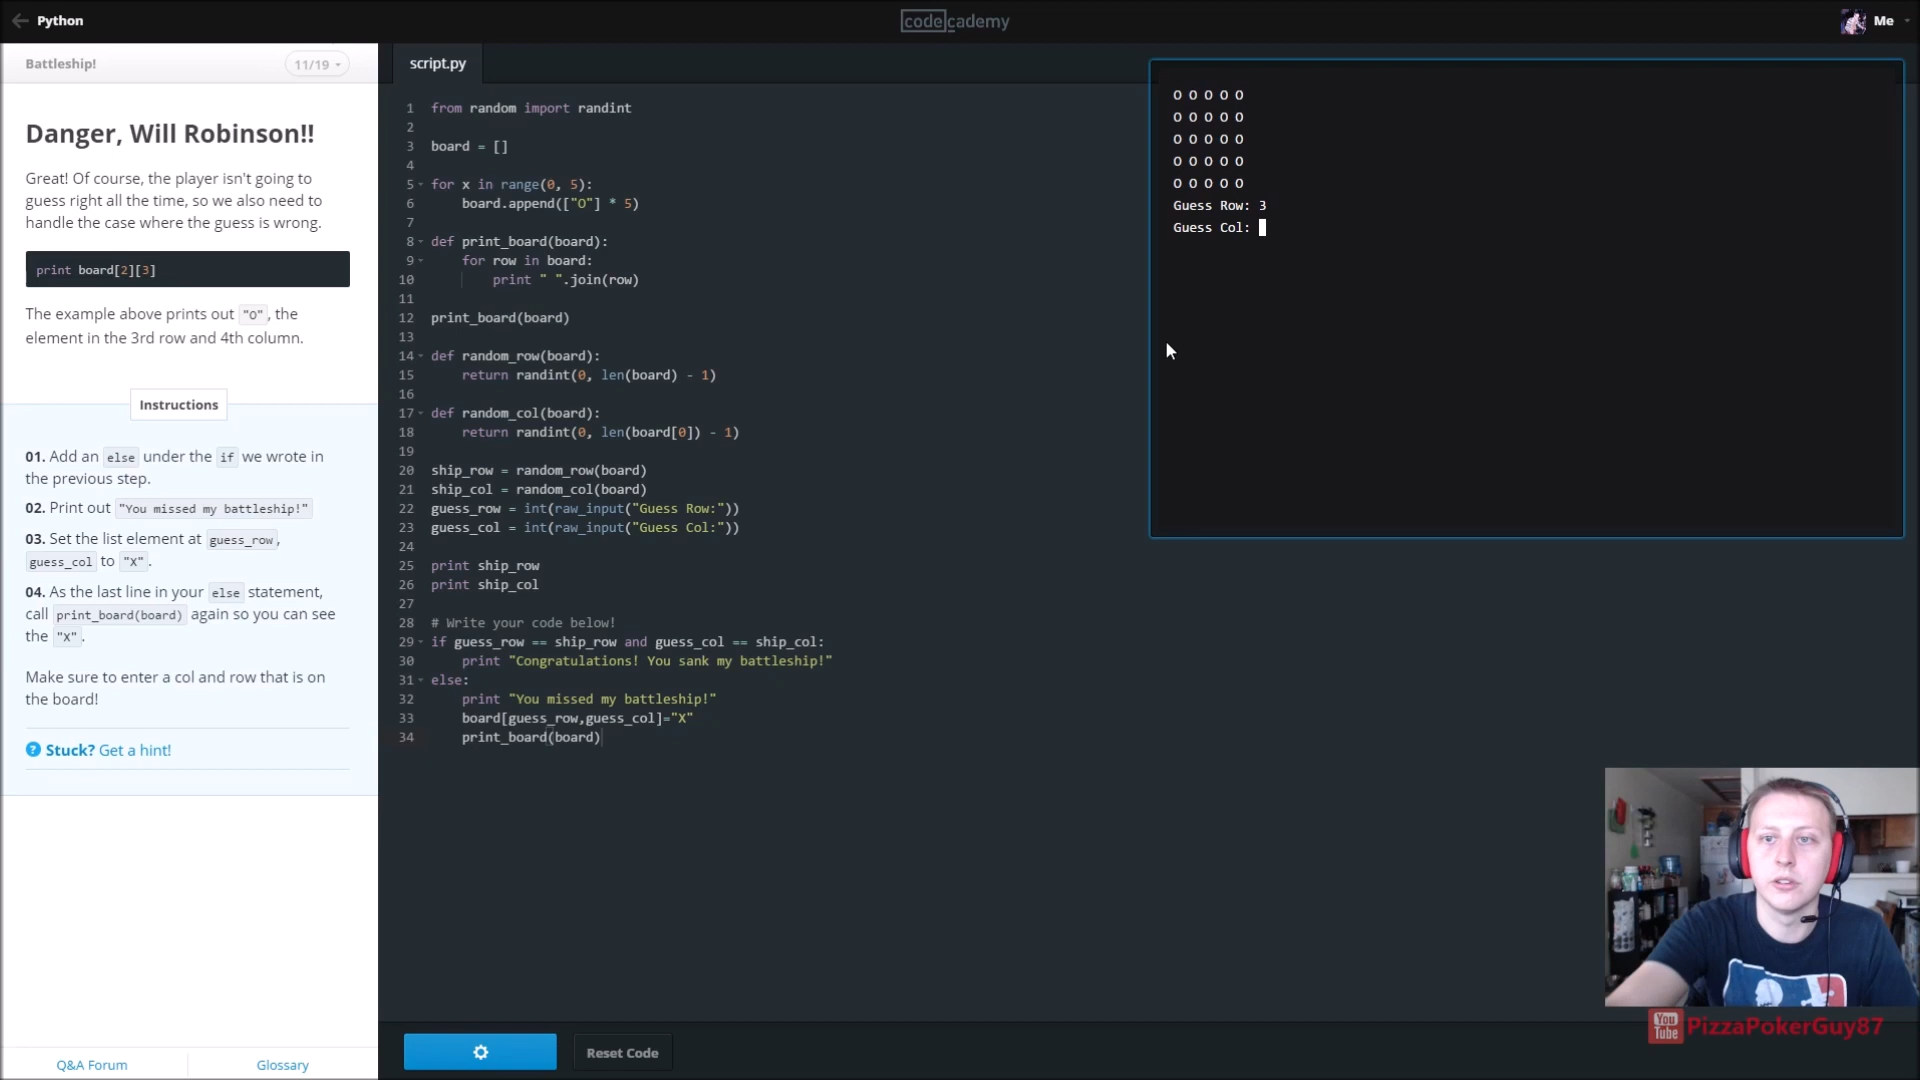 Python
codecademy
Me
Battleship!
11/19
script.py
Danger, Will Robinson!!
Great! Of course, the player isn't going to
guess right all the time, so we also need to
handle the case where the guess is wrong.
print board[2][3]
The example above prints out "O", the
element in the 3rd row and 4th column.
Instructions
01. Add an else under the if we wrote in
the previous step.
02. Print out "You missed my battleship!"
03. Set the list element at guess_row,
guess_col to "X".
04. As the last line in your else statement,
call print_board(board) again so you can see
the "X".
Make sure to enter a col and row that is on
the board!
? Stuck? Get a hint!
Q&A Forum
Glossary
1 from random import randint
2
3 board = []
4
5 for x in range(0, 5):
6     board.append(["O"] * 5)
7
8 def print_board(board):
9     for row in board:
10         print " ".join(row)
11
12 print_board(board)
13
14 def random_row(board):
15     return randint(0, len(board) - 1)
16
17 def random_col(board):
18     return randint(0, len(board[0]) - 1)
19
20 ship_row = random_row(board)
21 ship_col = random_col(board)
22 guess_row = int(raw_input("Guess Row:"))
23 guess_col = int(raw_input("Guess Col:"))
24
25 print ship_row
26 print ship_col
27
28 # Write your code below!
29 if guess_row == ship_row and guess_col == ship_col:
30     print "Congratulations! You sank my battleship!"
31 else:
32     print "You missed my battleship!"
33     board[guess_row,guess_col]="X"
34     print_board(board)
Reset Code
O O O O O
O O O O O
O O O O O
O O O O O
O O O O O
Guess Row: 3
Guess Col:
You Tube PizzaPokerGuy87